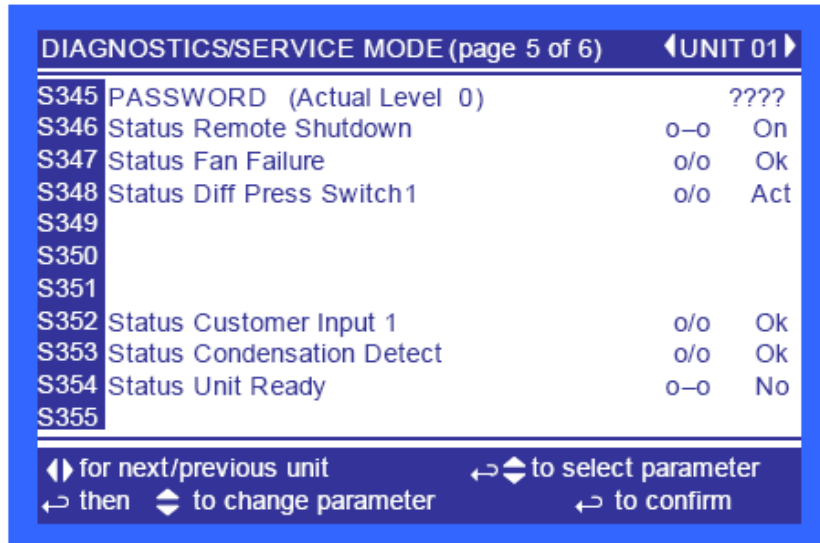 DIAGNOSTICS/SERVICE MODE (page 5 of 6) UNIT 01
S345 PASSWORD (Actual Level 0) ????
S346 Status Remote Shutdown o–o On
S347 Status Fan Failure o/o Ok
S348 Status Diff Press Switch1 o/o Act
S349
S350
S351
S352 Status Customer Input 1 o/o Ok
S353 Status Condensation Detect o/o Ok
S354 Status Unit Ready o–o No
S355
for next/previous unit to select parameter
then to change parameter to confirm